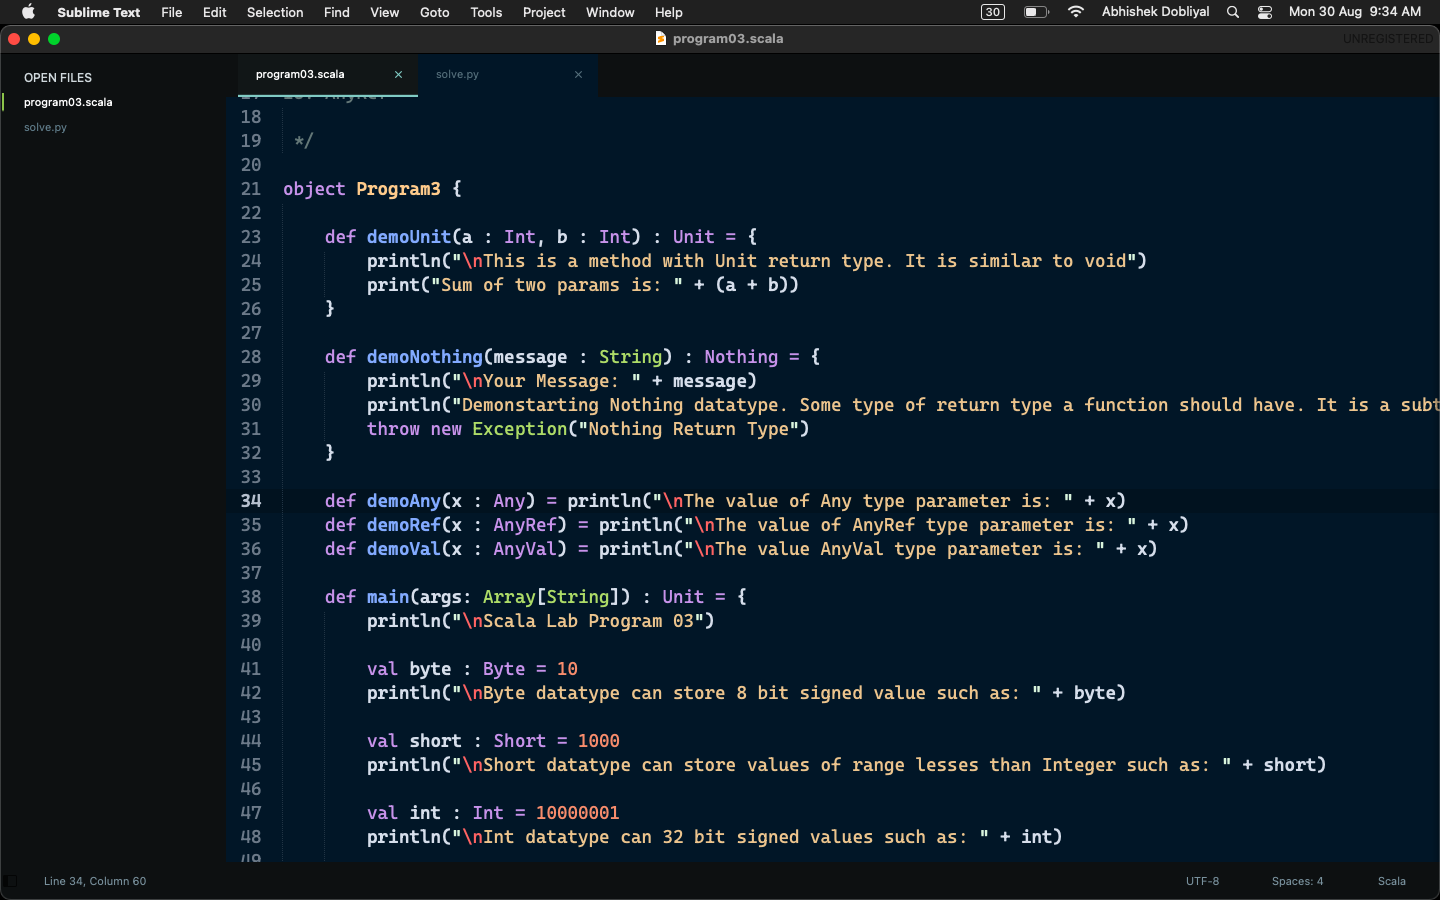 Sublime Text File Edit Selection Find View Goto Tools Project Window Help 30 Abhishek Dobliyal Mon 30 Aug 9:34 AM
program03.scala
UNREGISTERED
OPEN FILES
program03.scala
solve.py
program03.scala ×
solve.py ×
18
19 */
20
21 object Program3 {
22
23 def demoUnit(a : Int, b : Int) : Unit = {
24 println("\nThis is a method with Unit return type. It is similar to void")
25 print("Sum of two params is: " + (a + b))
26 }
27
28 def demoNothing(message : String) : Nothing = {
29 println("\nYour Message: " + message)
30 println("Demonstarting Nothing datatype. Some type of return type a function should have. It is a subt
31 throw new Exception("Nothing Return Type")
32 }
33
34 def demoAny(x : Any) = println("\nThe value of Any type parameter is: " + x)
35 def demoRef(x : AnyRef) = println("\nThe value of AnyRef type parameter is: " + x)
36 def demoVal(x : AnyVal) = println("\nThe value AnyVal type parameter is: " + x)
37
38 def main(args: Array[String]) : Unit = {
39 println("\nScala Lab Program 03")
40
41 val byte : Byte = 10
42 println("\nByte datatype can store 8 bit signed value such as: " + byte)
43
44 val short : Short = 1000
45 println("\nShort datatype can store values of range lesses than Integer such as: " + short)
46
47 val int : Int = 10000001
48 println("\nInt datatype can 32 bit signed values such as: " + int)
49
Line 34, Column 60 UTF-8 Spaces: 4 Scala